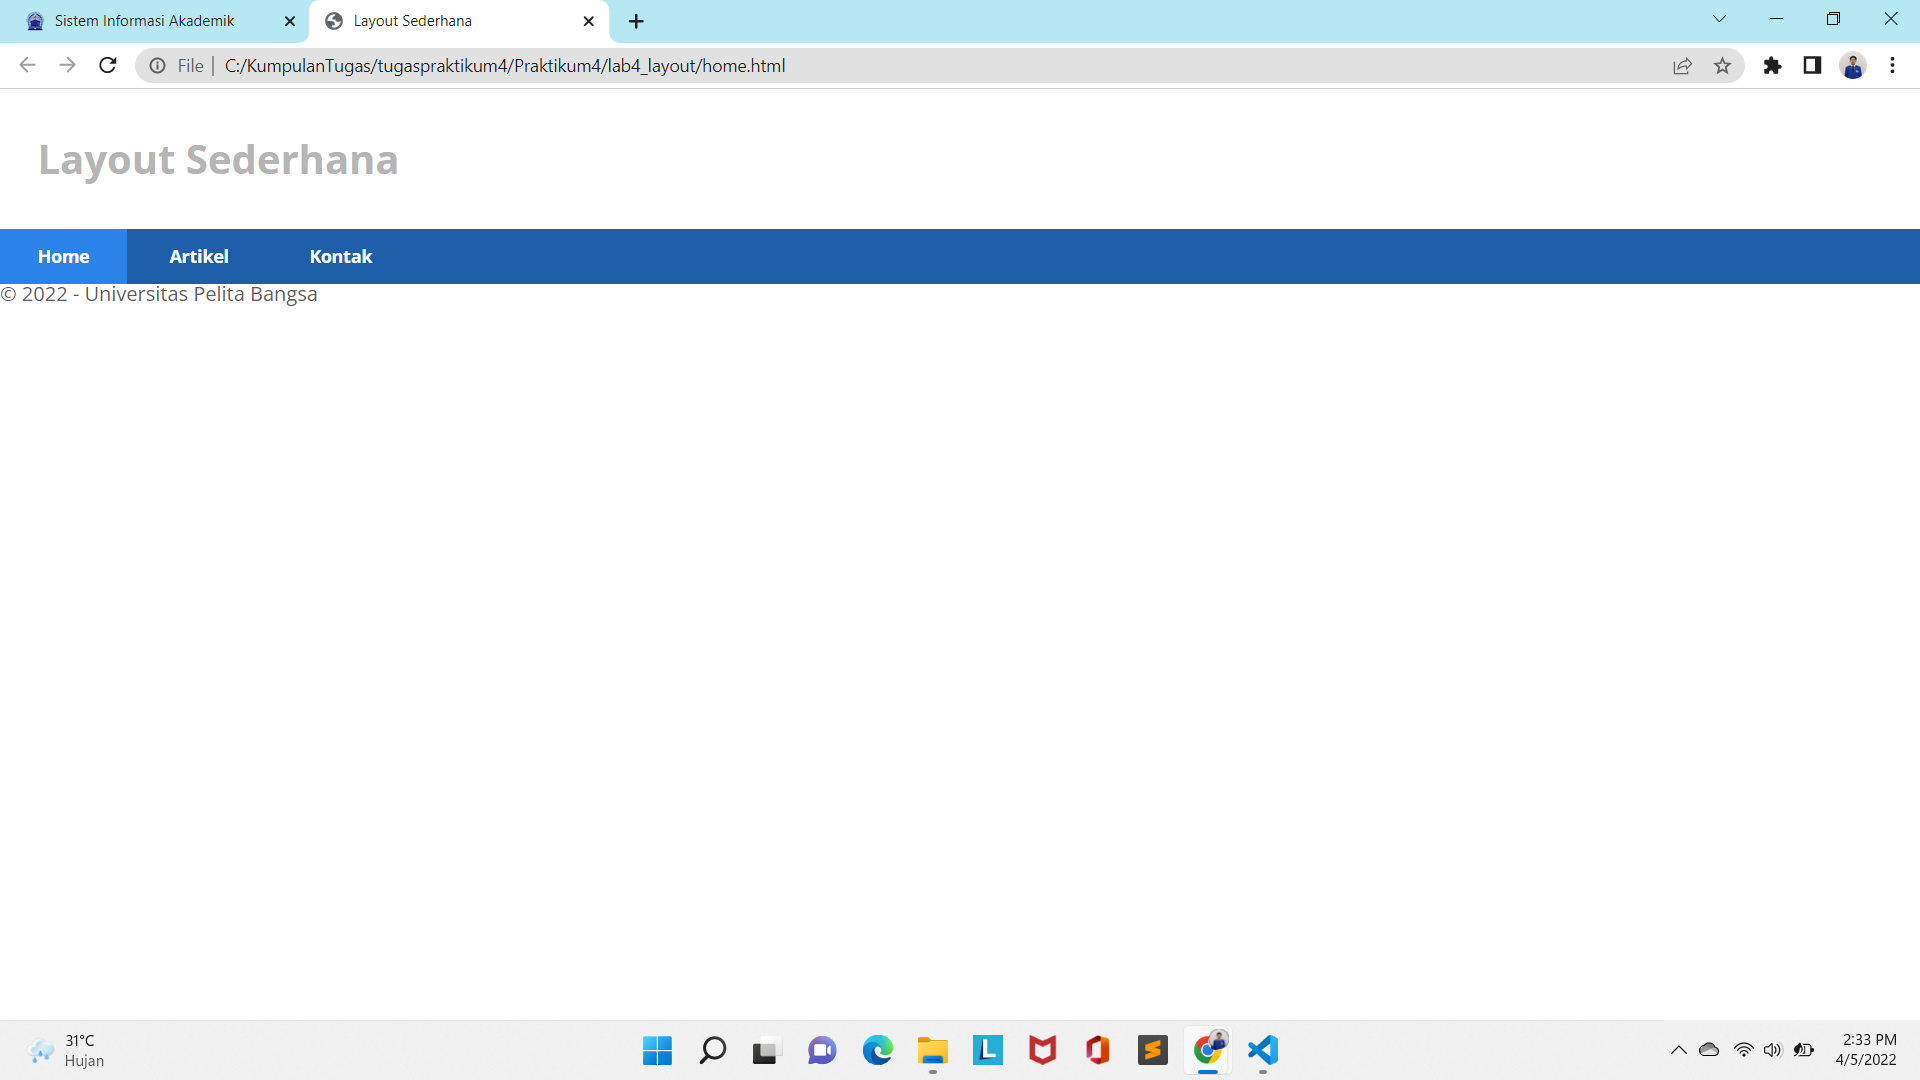 Sistem Informasi Akademik
Layout Sederhana
File
C:/KumpulanTugas/tugaspraktikum4/Praktikum4/lab4_layout/home.html
Layout Sederhana
Home
Artikel
Kontak
© 2022 - Universitas Pelita Bangsa
31°C
Hujan
2:33 PM
4/5/2022